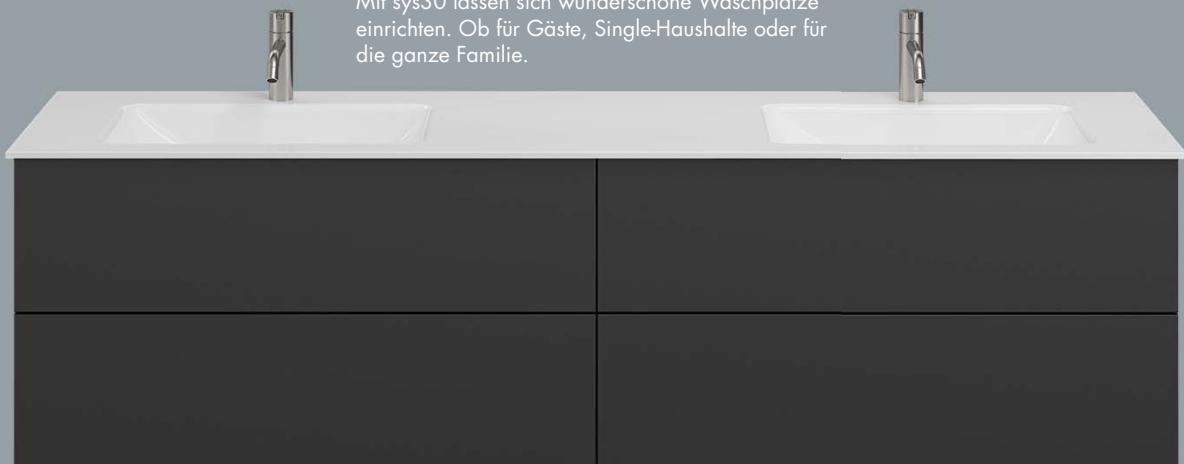 Mit sys30 lassen sich wunderschöne Waschplätze
einrichten. Ob für Gäste, Single-Haushalte oder für
die ganze Familie.